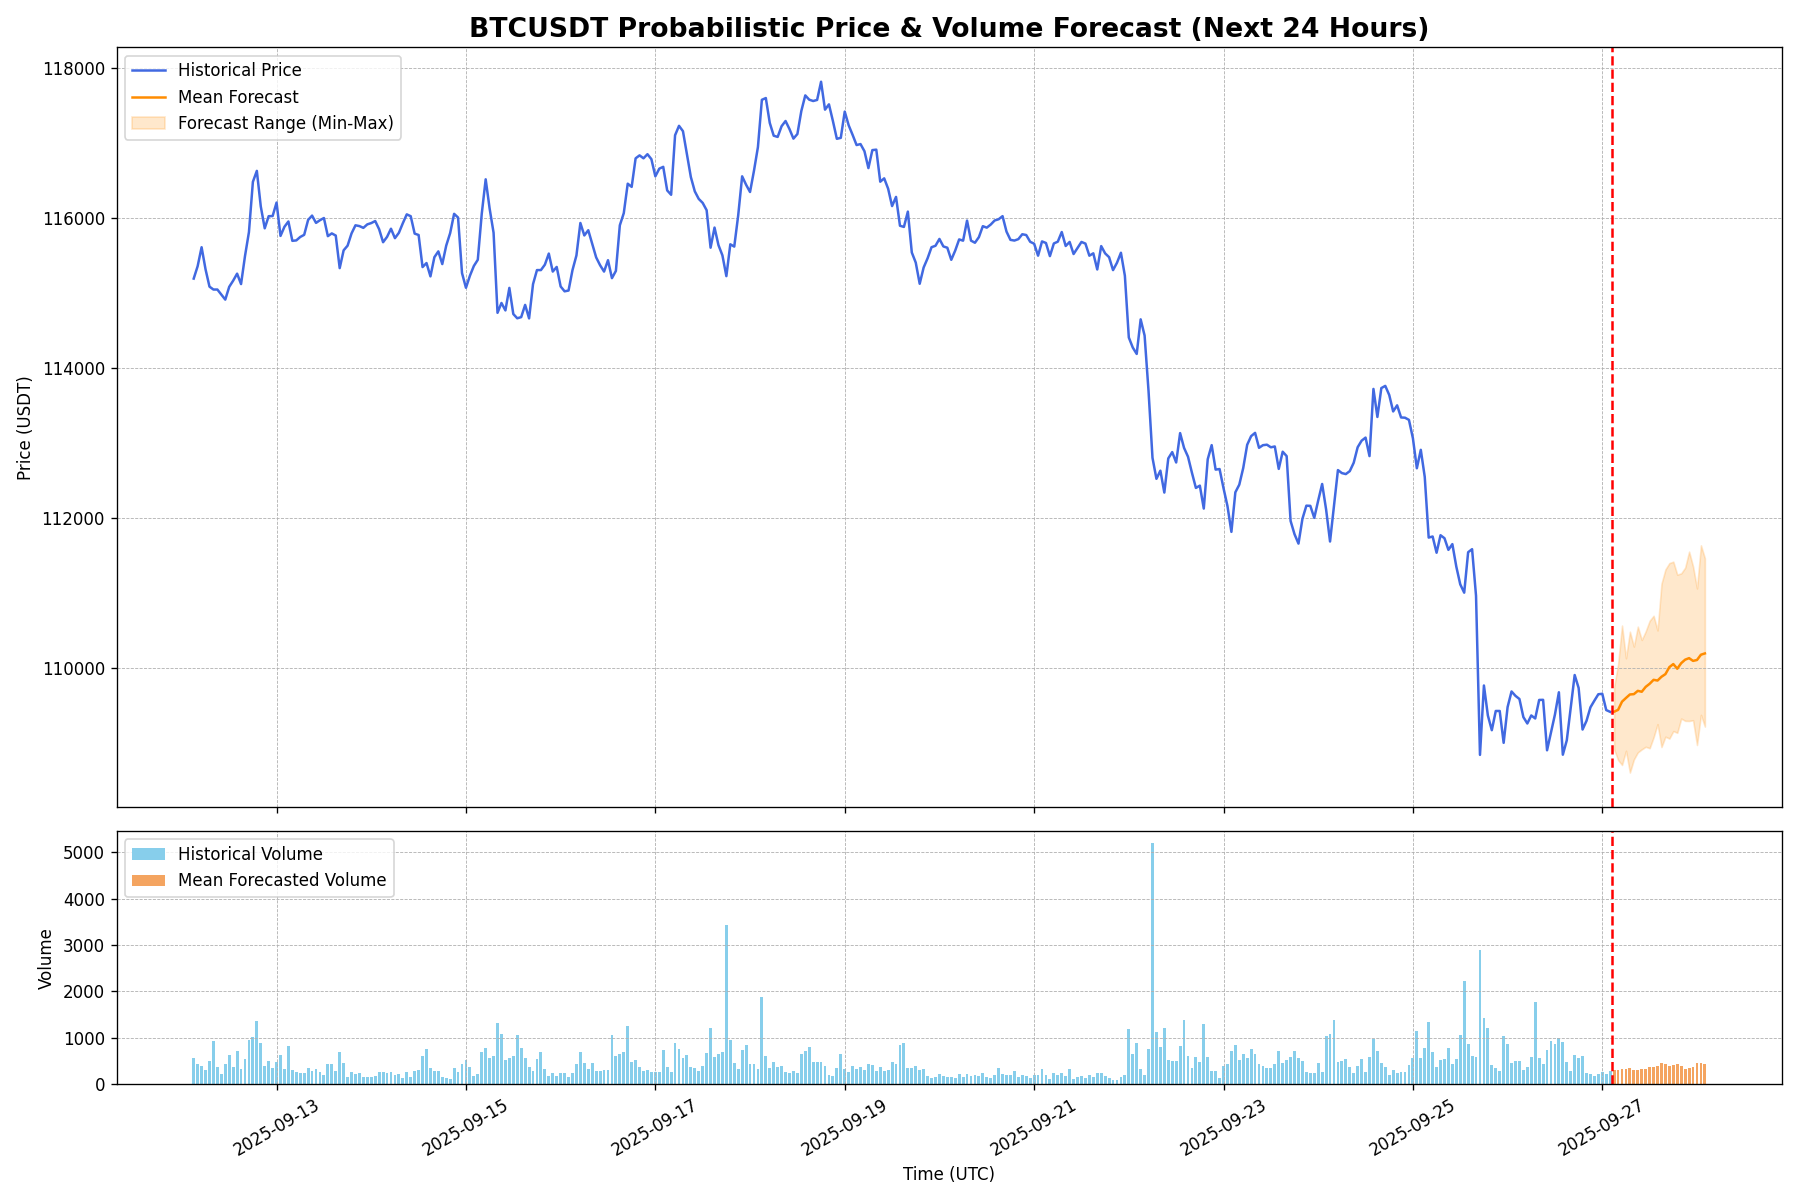 BTCUSDT Probabilistic Price & Volume Forecast (Next 24 Hours)
Historical Price
Mean Forecast
Forecast Range (Min-Max)
118000
116000
114000
112000
110000
Price (USDT)
Historical Volume
Mean Forecasted Volume
5000
4000
3000
2000
1000
0
Volume
2025-09-13
2025-09-15
2025-09-17
2025-09-19
2025-09-21
2025-09-23
2025-09-25
2025-09-27
Time (UTC)